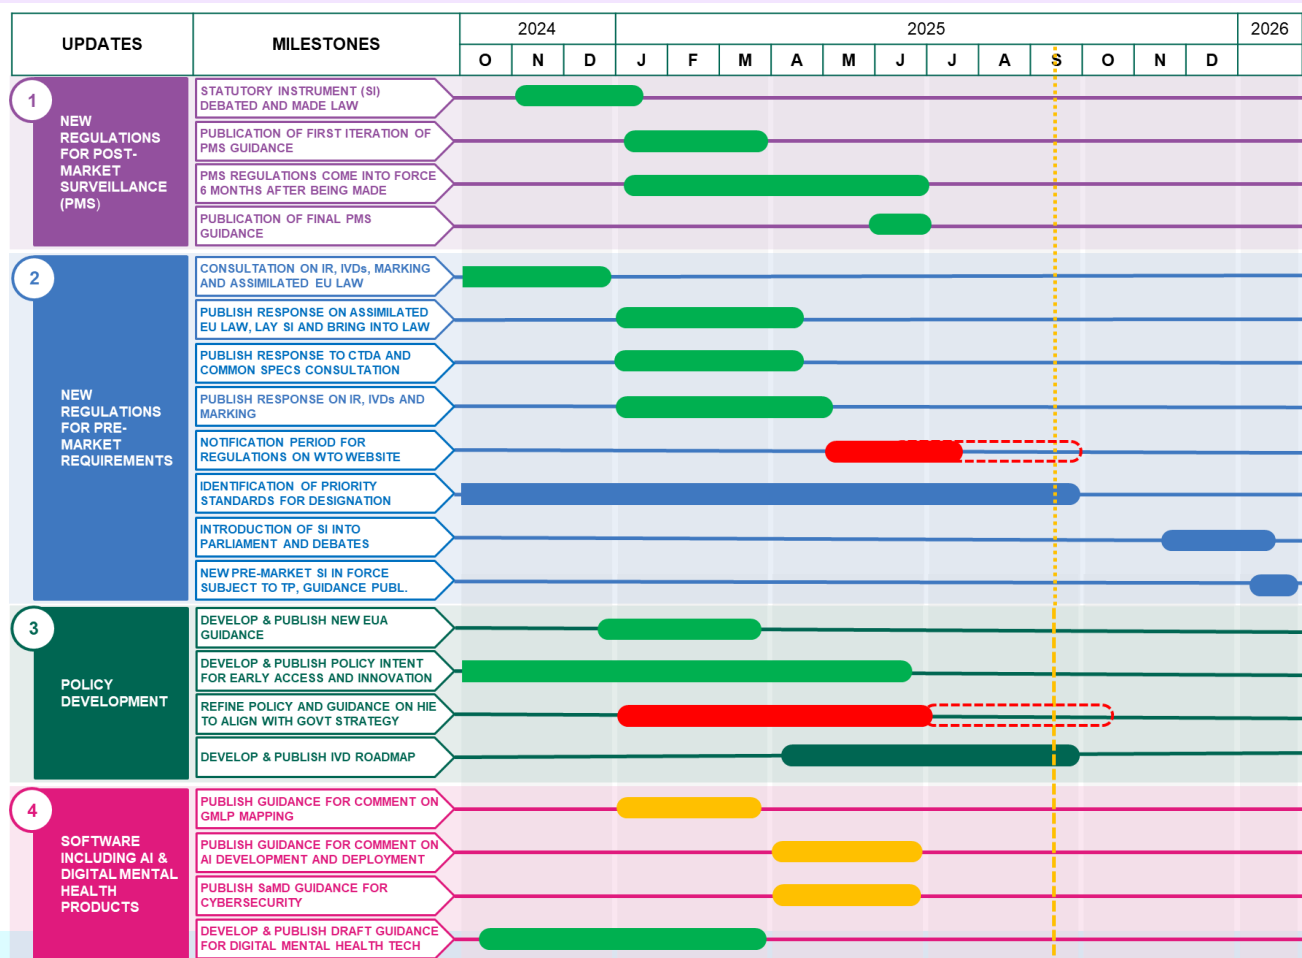 UPDATES
MILESTONES
2024
2025
2026
O N D J F M A M J J A S O N D
1
NEW
REGULATIONS
FOR POST-
MARKET
SURVEILLANCE
(PMS)
STATUTORY INSTRUMENT (SI)
DEBATED AND MADE LAW
PUBLICATION OF FIRST ITERATION OF
PMS GUIDANCE
PMS REGULATIONS COME INTO FORCE
6 MONTHS AFTER BEING MADE
PUBLICATION OF FINAL PMS
GUIDANCE
2
NEW
REGULATIONS
FOR PRE-
MARKET
REQUIREMENTS
CONSULTATION ON IR, IVDs, MARKING
AND ASSIMILATED EU LAW
PUBLISH RESPONSE ON ASSIMILATED
EU LAW, LAY SI AND BRING INTO LAW
PUBLISH RESPONSE TO CTDA AND
COMMON SPECS CONSULTATION
PUBLISH RESPONSE ON IR, IVDs AND
MARKING
NOTIFICATION PERIOD FOR
REGULATIONS ON WTO WEBSITE
IDENTIFICATION OF PRIORITY
STANDARDS FOR DESIGNATION
INTRODUCTION OF SI INTO
PARLIAMENT AND DEBATES
NEW PRE-MARKET SI IN FORCE
SUBJECT TO TP, GUIDANCE PUBL.
3
POLICY
DEVELOPMENT
DEVELOP & PUBLISH NEW EUA
GUIDANCE
DEVELOP & PUBLISH POLICY INTENT
FOR EARLY ACCESS AND INNOVATION
REFINE POLICY AND GUIDANCE ON HIE
TO ALIGN WITH GOVT STRATEGY
DEVELOP & PUBLISH IVD ROADMAP
4
SOFTWARE
INCLUDING AI &
DIGITAL MENTAL
HEALTH
PRODUCTS
PUBLISH GUIDANCE FOR COMMENT ON
GMLP MAPPING
PUBLISH GUIDANCE FOR COMMENT ON
AI DEVELOPMENT AND DEPLOYMENT
PUBLISH SaMD GUIDANCE FOR
CYBERSECURITY
DEVELOP & PUBLISH DRAFT GUIDANCE
FOR DIGITAL MENTAL HEALTH TECH